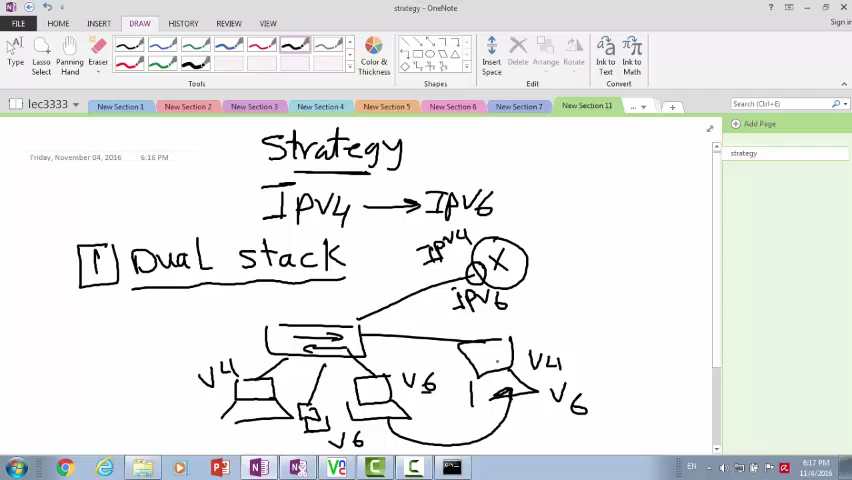 strategy - OneNote
Sign in
FILE HOME INSERT DRAW HISTORY REVIEW VIEW
Type Lasso Select Panning Hand Eraser Color & Thickness Insert Space Delete Arrange Rotate Ink to Text Ink to Math
Tools Shapes Convert
lec3333 New Section 1 New Section 2 New Section 3 New Section 4 New Section 5 New Section 6 New Section 7 New Section 11 ... Search (Ctrl+E)
Add Page
strategy
Friday, November 04, 2016 6:16 PM
Strategy
IPV4 → IPV6
1 Dual stack
IPV4
X
iPV6
V4
V6
V4
V6
V6
EN
6:17 PM
11/4/2016